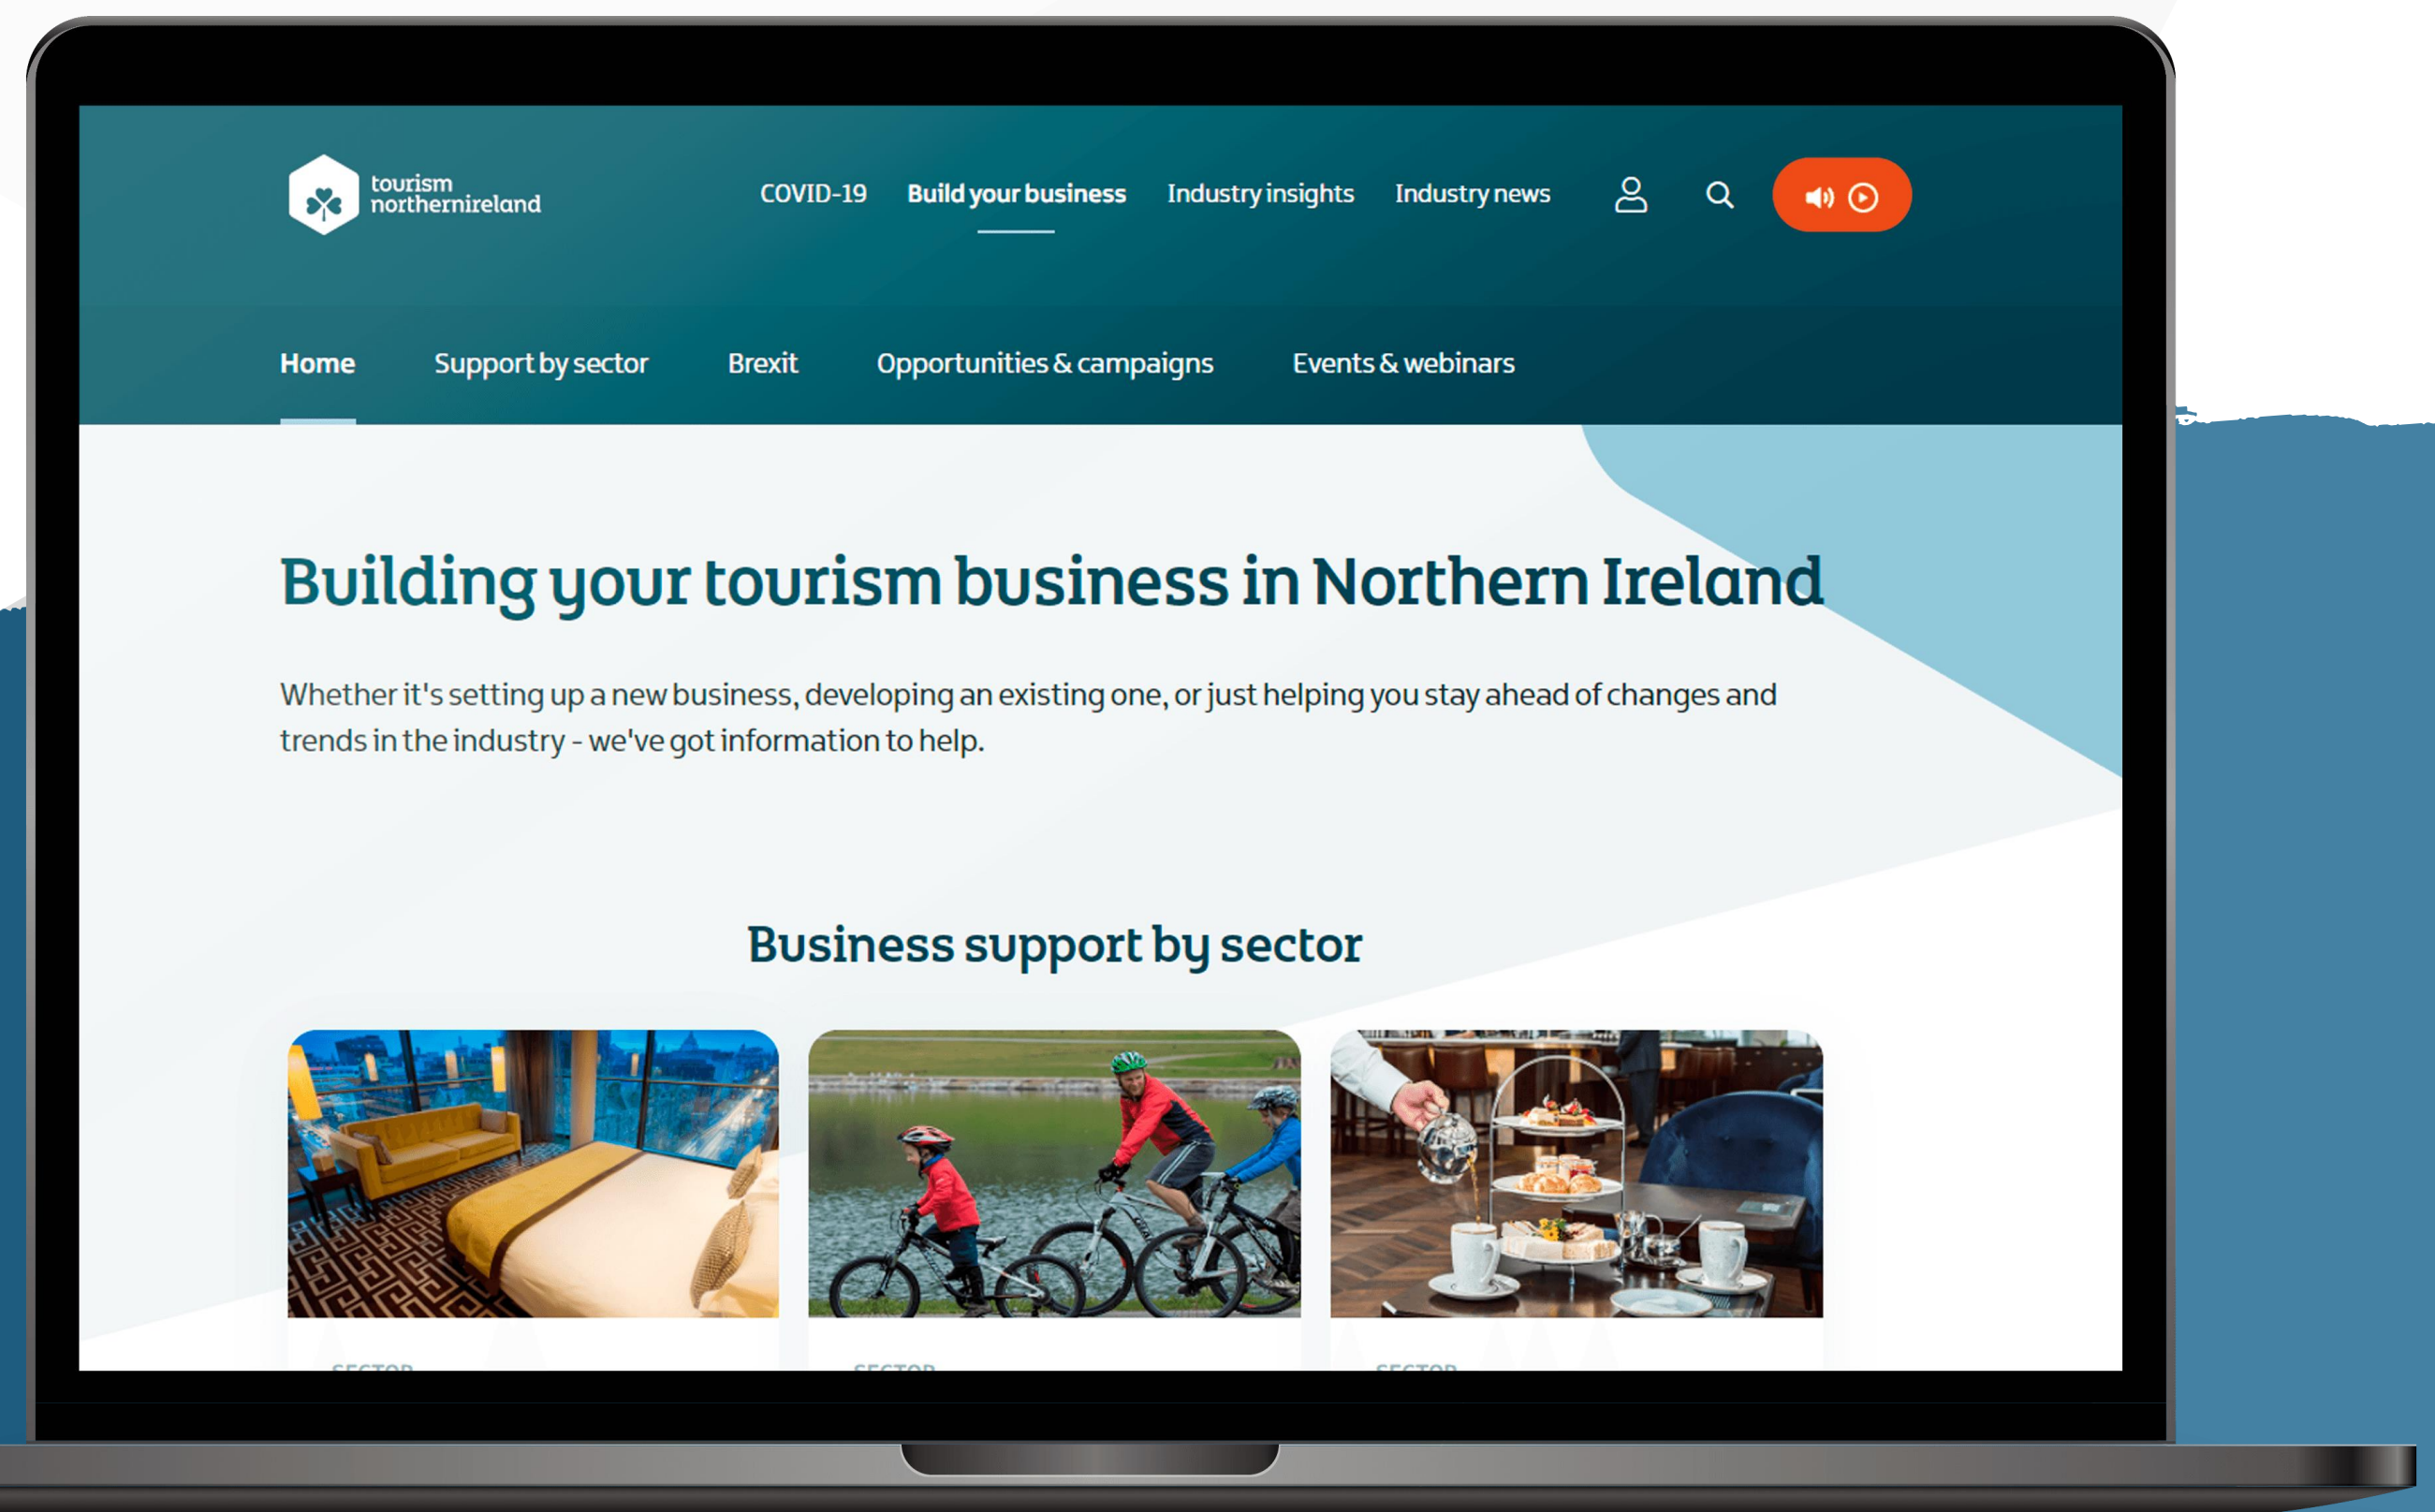 tourism
northernireland
COVID-19 Build your business Industry insights Industry news
Home Support by sector Brexit Opportunities & campaigns Events & webinars
Building your tourism business in Northern Ireland
Whether it's setting up a new business, developing an existing one, or just helping you stay ahead of changes and
trends in the industry - we've got information to help.
Business support by sector
SECTOR SECTOR SECTOR